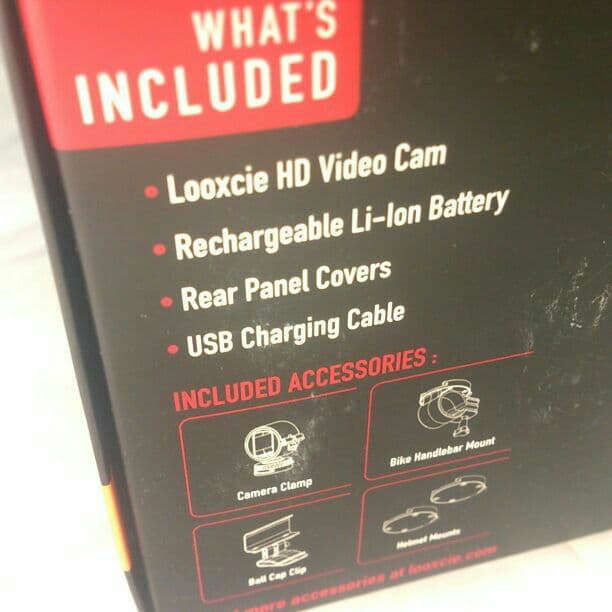 WHAT'S
INCLUDED
• Looxcie HD Video Cam
• Rechargeable Li-Ion Battery
• Rear Panel Covers
• USB Charging Cable
INCLUDED ACCESSORIES :
Camera Clamp
Bike Handlebar Mount
Ball Cap Clip
Helmet Mounts
more accessories at looxcie.com